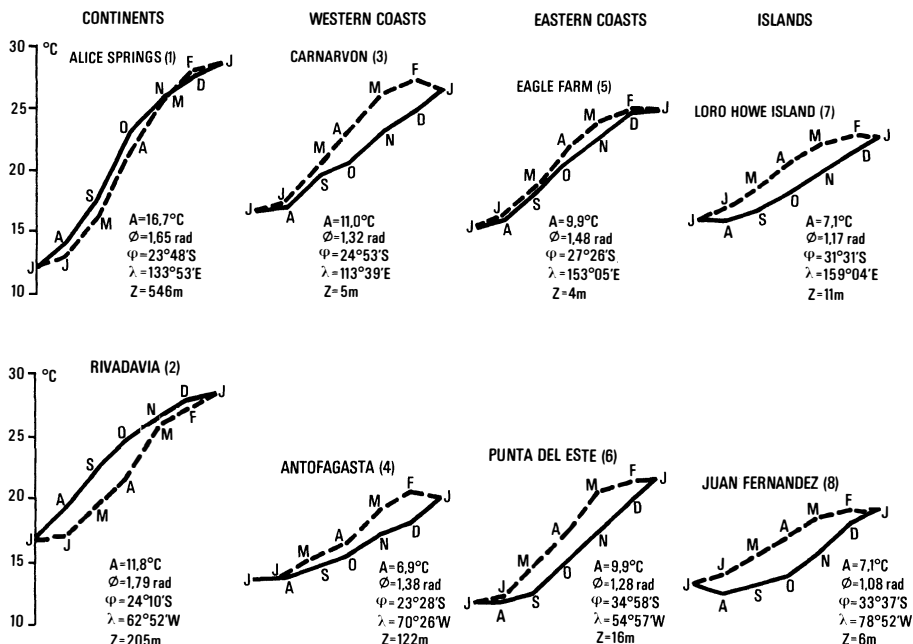 CONTINENTS WESTERN COASTS EASTERN COASTS ISLANDS
30 °C
25
20
15
10
ALICE SPRINGS (1)
J A S O N D J
J M A M F
A=16,7°C
Ø=1,65 rad
φ=23°48'S
λ=133°53'E
Z=546m
CARNARVON (3)
J A S O N D J
J M A M F
A=11,0°C
Ø=1,32 rad
φ=24°53'S
λ=113°39'E
Z=5m
EAGLE FARM (5)
J A S O N D J
J M A M F
A=9,9°C
Ø=1,48 rad
φ=27°26'S
λ=153°05'E
Z=4m
LORO HOWE ISLAND (7)
J A S O N D J
J M A M F
A=7,1°C
Ø=1,17 rad
φ=31°31'S
λ=159°04'E
Z=11m
30 °C
25
20
15
10
RIVADAVIA (2)
J A S O N D J
J M A M F
A=11,8°C
Ø=1,79 rad
φ=24°10'S
λ=62°52'W
Z=205m
ANTOFAGASTA (4)
J A S O N D J
J M A M F
A=6,9°C
Ø=1,38 rad
φ=23°28'S
λ=70°26'W
Z=122m
PUNTA DEL ESTE (6)
J A S O N D J
J M A M F
A=9,9°C
Ø=1,28 rad
φ=34°58'S
λ=54°57'W
Z=16m
JUAN FERNANDEZ (8)
J A S O N D J
J M A M F
A=7,1°C
Ø=1,08 rad
φ=33°37'S
λ=78°52'W
Z=6m